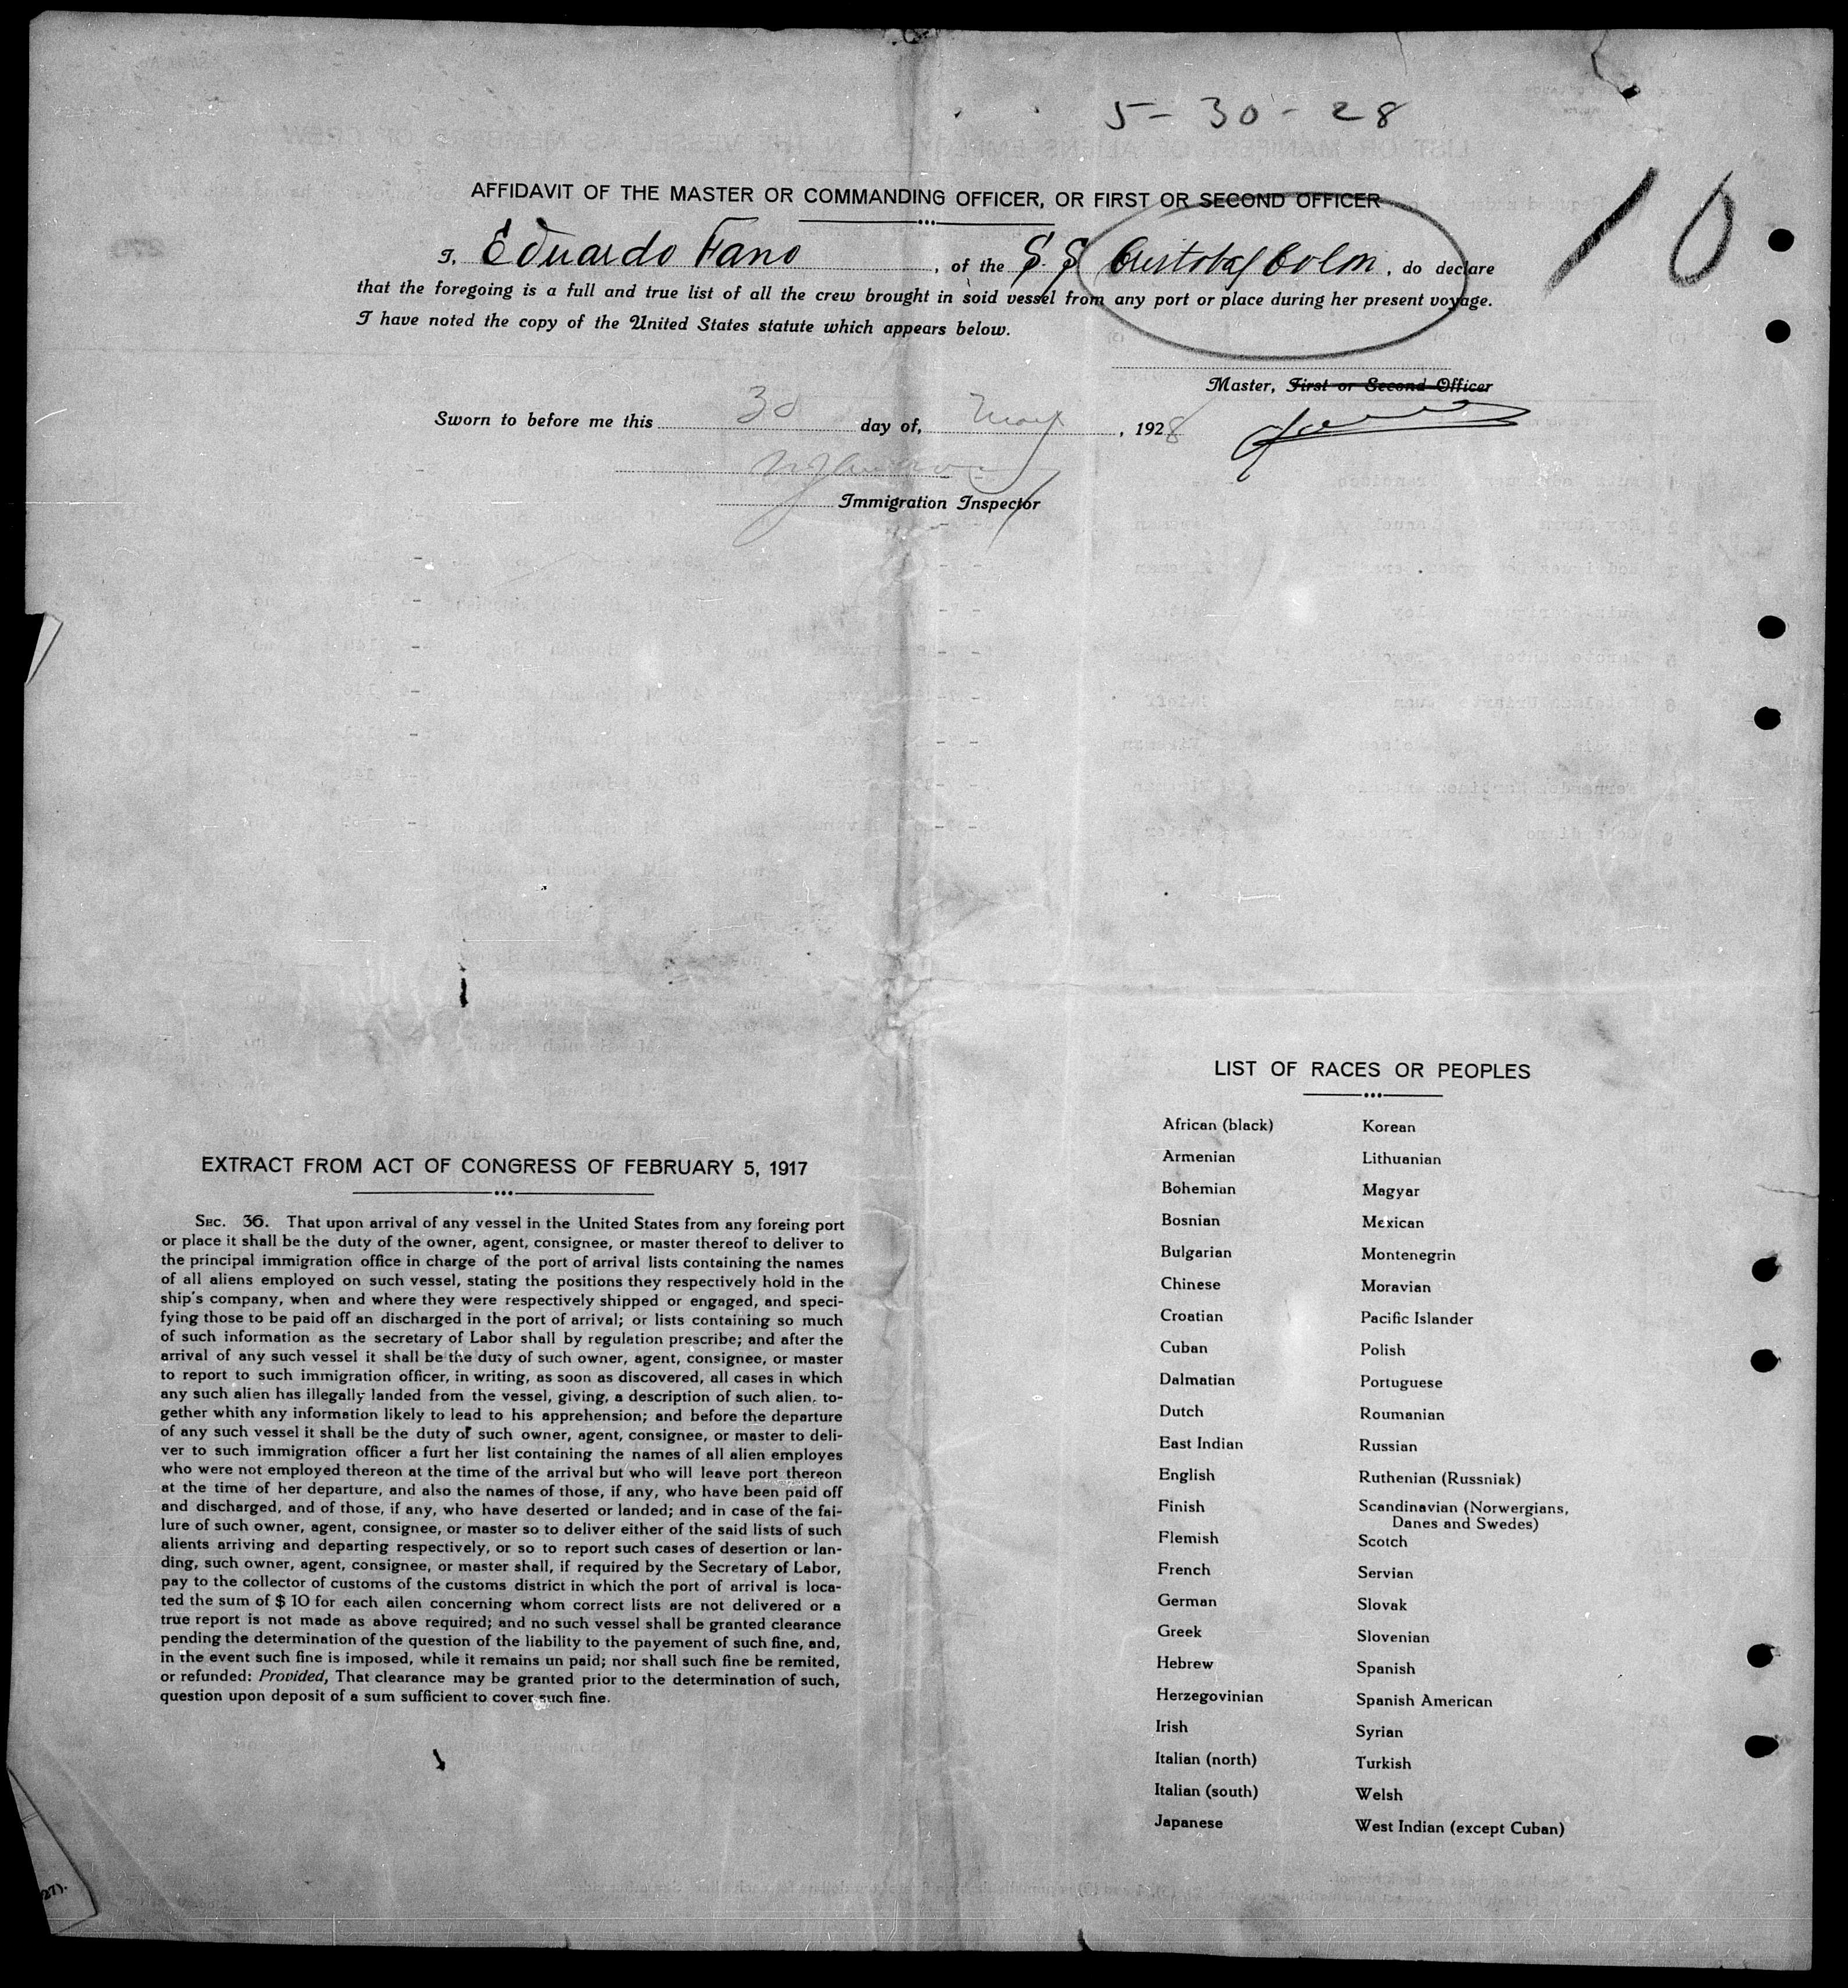 5-30-28
10
AFFIDAVIT OF THE MASTER OR COMMANDING OFFICER, OR FIRST OR SECOND OFFICER
I, Eduardo Fano, of the S. S. Cristobal Colon, do declare
that the foregoing is a full and true list of all the crew brought in soid vessel from any port or place during her present voyage.
I have noted the copy of the United States statute which appears below.
Master, First or Second Officer
Sworn to before me this 30 day of, May, 1928
Immigration Inspector
EXTRACT FROM ACT OF CONGRESS OF FEBRUARY 5, 1917
SEC. 36. That upon arrival of any vessel in the United States from any foreing port
or place it shall be the duty of the owner, agent, consignee, or master thereof to deliver to
the principal immigration office in charge of the port of arrival lists containing the names
of all aliens employed on such vessel, stating the positions they respectively hold in the
ship's company, when and where they were respectively shipped or engaged, and speci-
fying those to be paid off an discharged in the port of arrival; or lists containing so much
of such information as the secretary of Labor shall by regulation prescribe; and after the
arrival of any such vessel it shall be the duty of such owner, agent, consignee, or master
to report to such immigration officer, in writing, as soon as discovered, all cases in which
any such alien has illegally landed from the vessel, giving, a description of such alien, to-
gether whith any information likely to lead to his apprehension; and before the departure
of any such vessel it shall be the duty of such owner, agent, consignee, or master to deli-
ver to such immigration officer a furt her list containing the names of all alien employes
who were not employed thereon at the time of the arrival but who will leave port thereon
at the time of her departure, and also the names of those, if any, who have been paid off
and discharged, and of those, if any, who have deserted or landed; and in case of the fai-
lure of such owner, agent, consignee, or master so to deliver either of the said lists of such
alients arriving and departing respectively, or so to report such cases of desertion or lan-
ding, such owner, agent, consignee, or master shall, if required by the Secretary of Labor,
pay to the collector of customs of the customs district in which the port of arrival is loca-
ted the sum of $ 10 for each ailen concerning whom correct lists are not delivered or a
true report is not made as above required; and no such vessel shall be granted clearance
pending the determination of the question of the liability to the payement of such fine, and,
in the event such fine is imposed, while it remains un paid; nor shall such fine be remited,
or refunded: Provided, That clearance may be granted prior to the determination of such,
question upon deposit of a sum sufficient to cover such fine.
LIST OF RACES OR PEOPLES
African (black)
Armenian
Bohemian
Bosnian
Bulgarian
Chinese
Croatian
Cuban
Dalmatian
Dutch
East Indian
English
Finish
Flemish
French
German
Greek
Hebrew
Herzegovinian
Irish
Italian (north)
Italian (south)
Japanese
Korean
Lithuanian
Magyar
Mexican
Montenegrin
Moravian
Pacific Islander
Polish
Portuguese
Roumanian
Russian
Ruthenian (Russniak)
Scandinavian (Norwergians,
Danes and Swedes)
Scotch
Servian
Slovak
Slovenian
Spanish
Spanish American
Syrian
Turkish
Welsh
West Indian (except Cuban)
27).